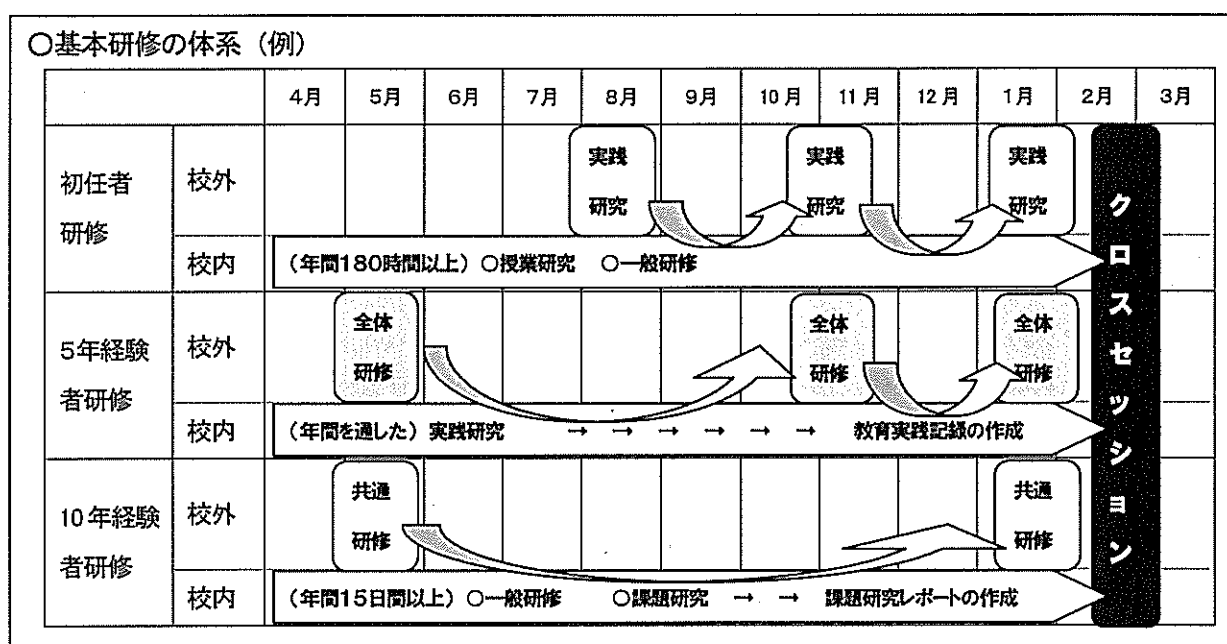 ○基本研修の体系（例）
4月 5月 6月 7月 8月 9月 10月 11月 12月 1月 2月 3月
初任者
研修
校外
実践
研究
実践
研究
実践
研究
校内
（年間180時間以上）○授業研究 ○一般研修
5年経験
者研修
校外
全体
研修
全体
研修
全体
研修
校内
（年間を通した）実践研究 → → → → → → → 教育実践記録の作成
10年経験
者研修
校外
共通
研修
共通
研修
校内
（年間15日間以上）○一般研修 ○課題研究 → → 課題研究レポートの作成
クロスセッション